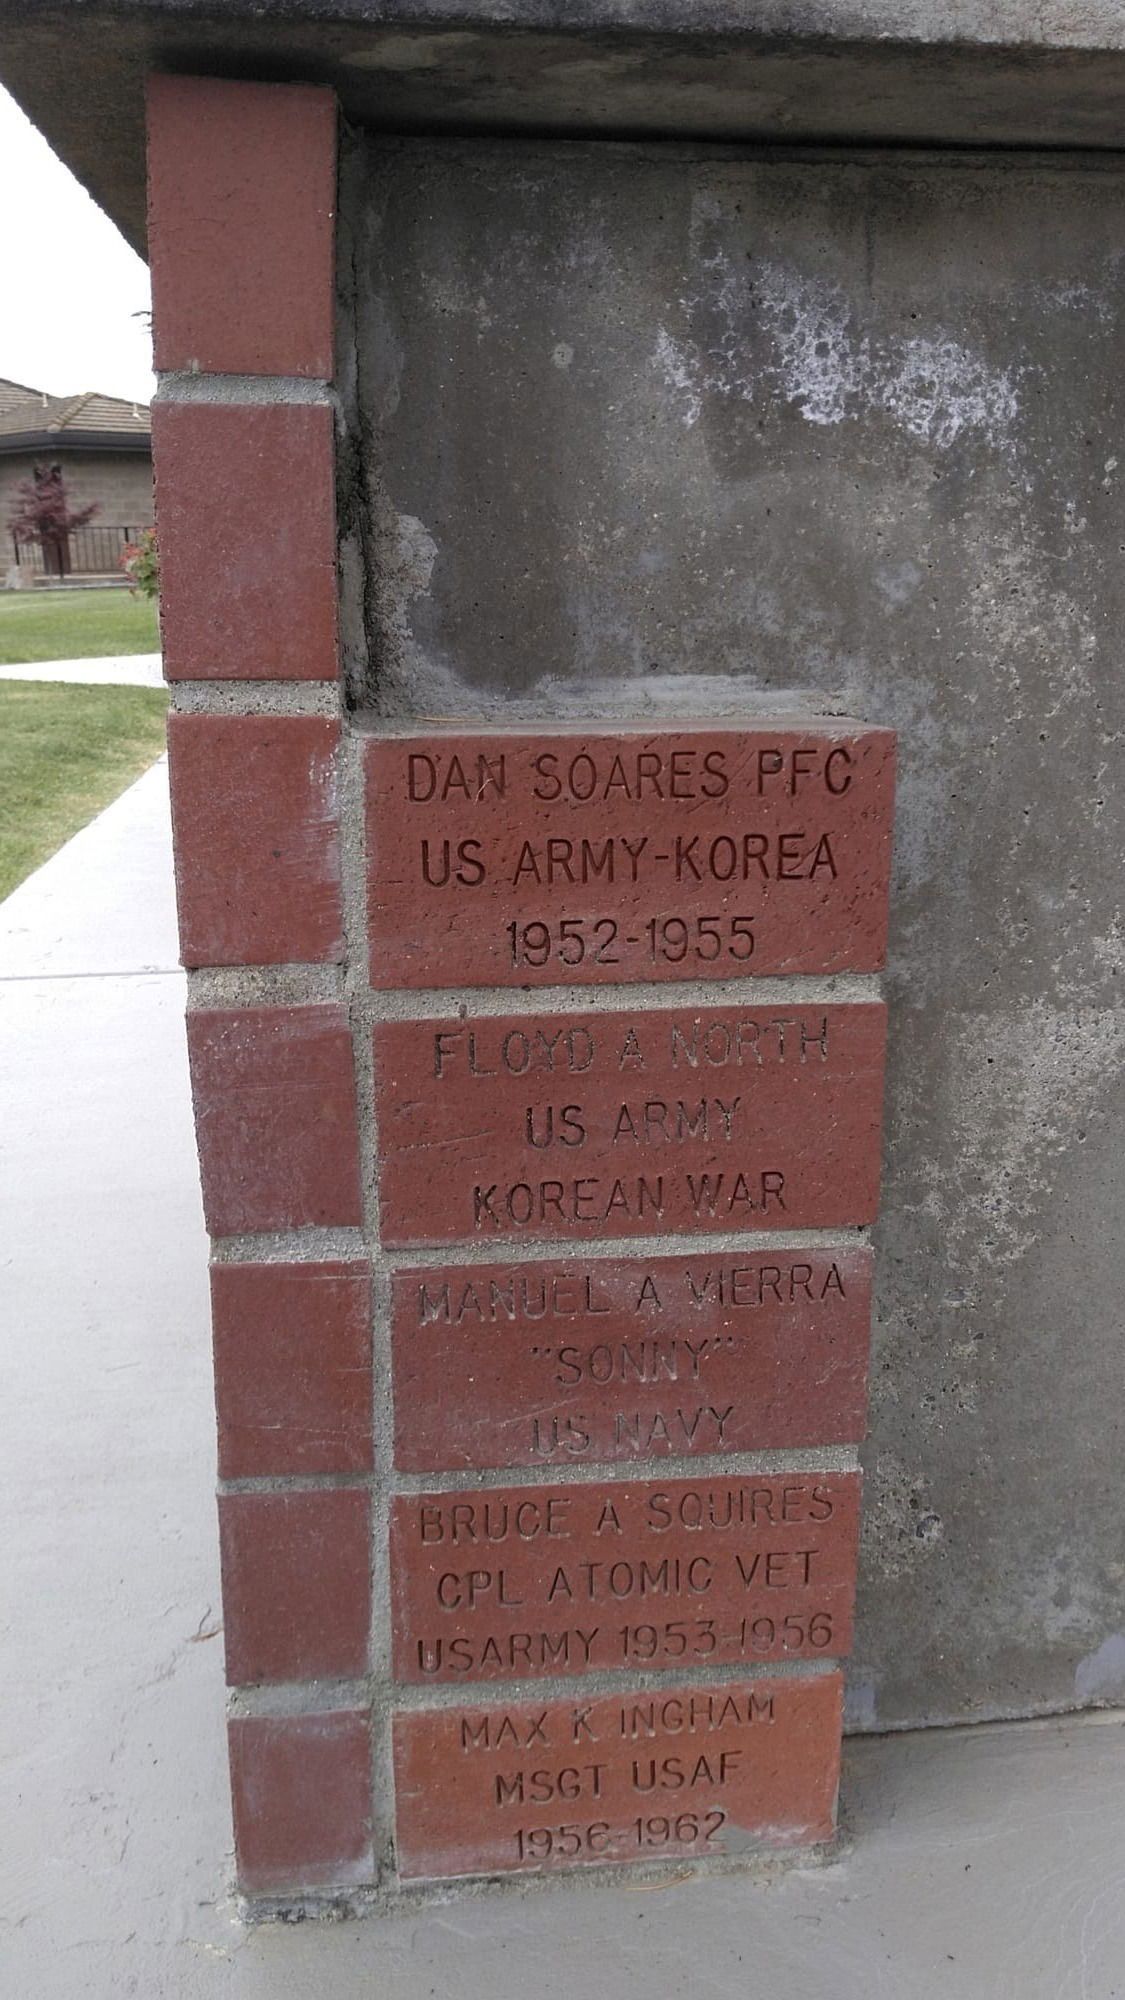 DAN SOARES PFC
US ARMY-KOREA
1952-1955
FLOYD A NORTH
US ARMY
KOREAN WAR
MANUEL A VIERRA
"SONNY"
US NAVY
BRUCE A SQUIRES
CPL ATOMIC VET
USARMY 1953-1956
MAX K INGHAM
MSGT USAF
1956-1962